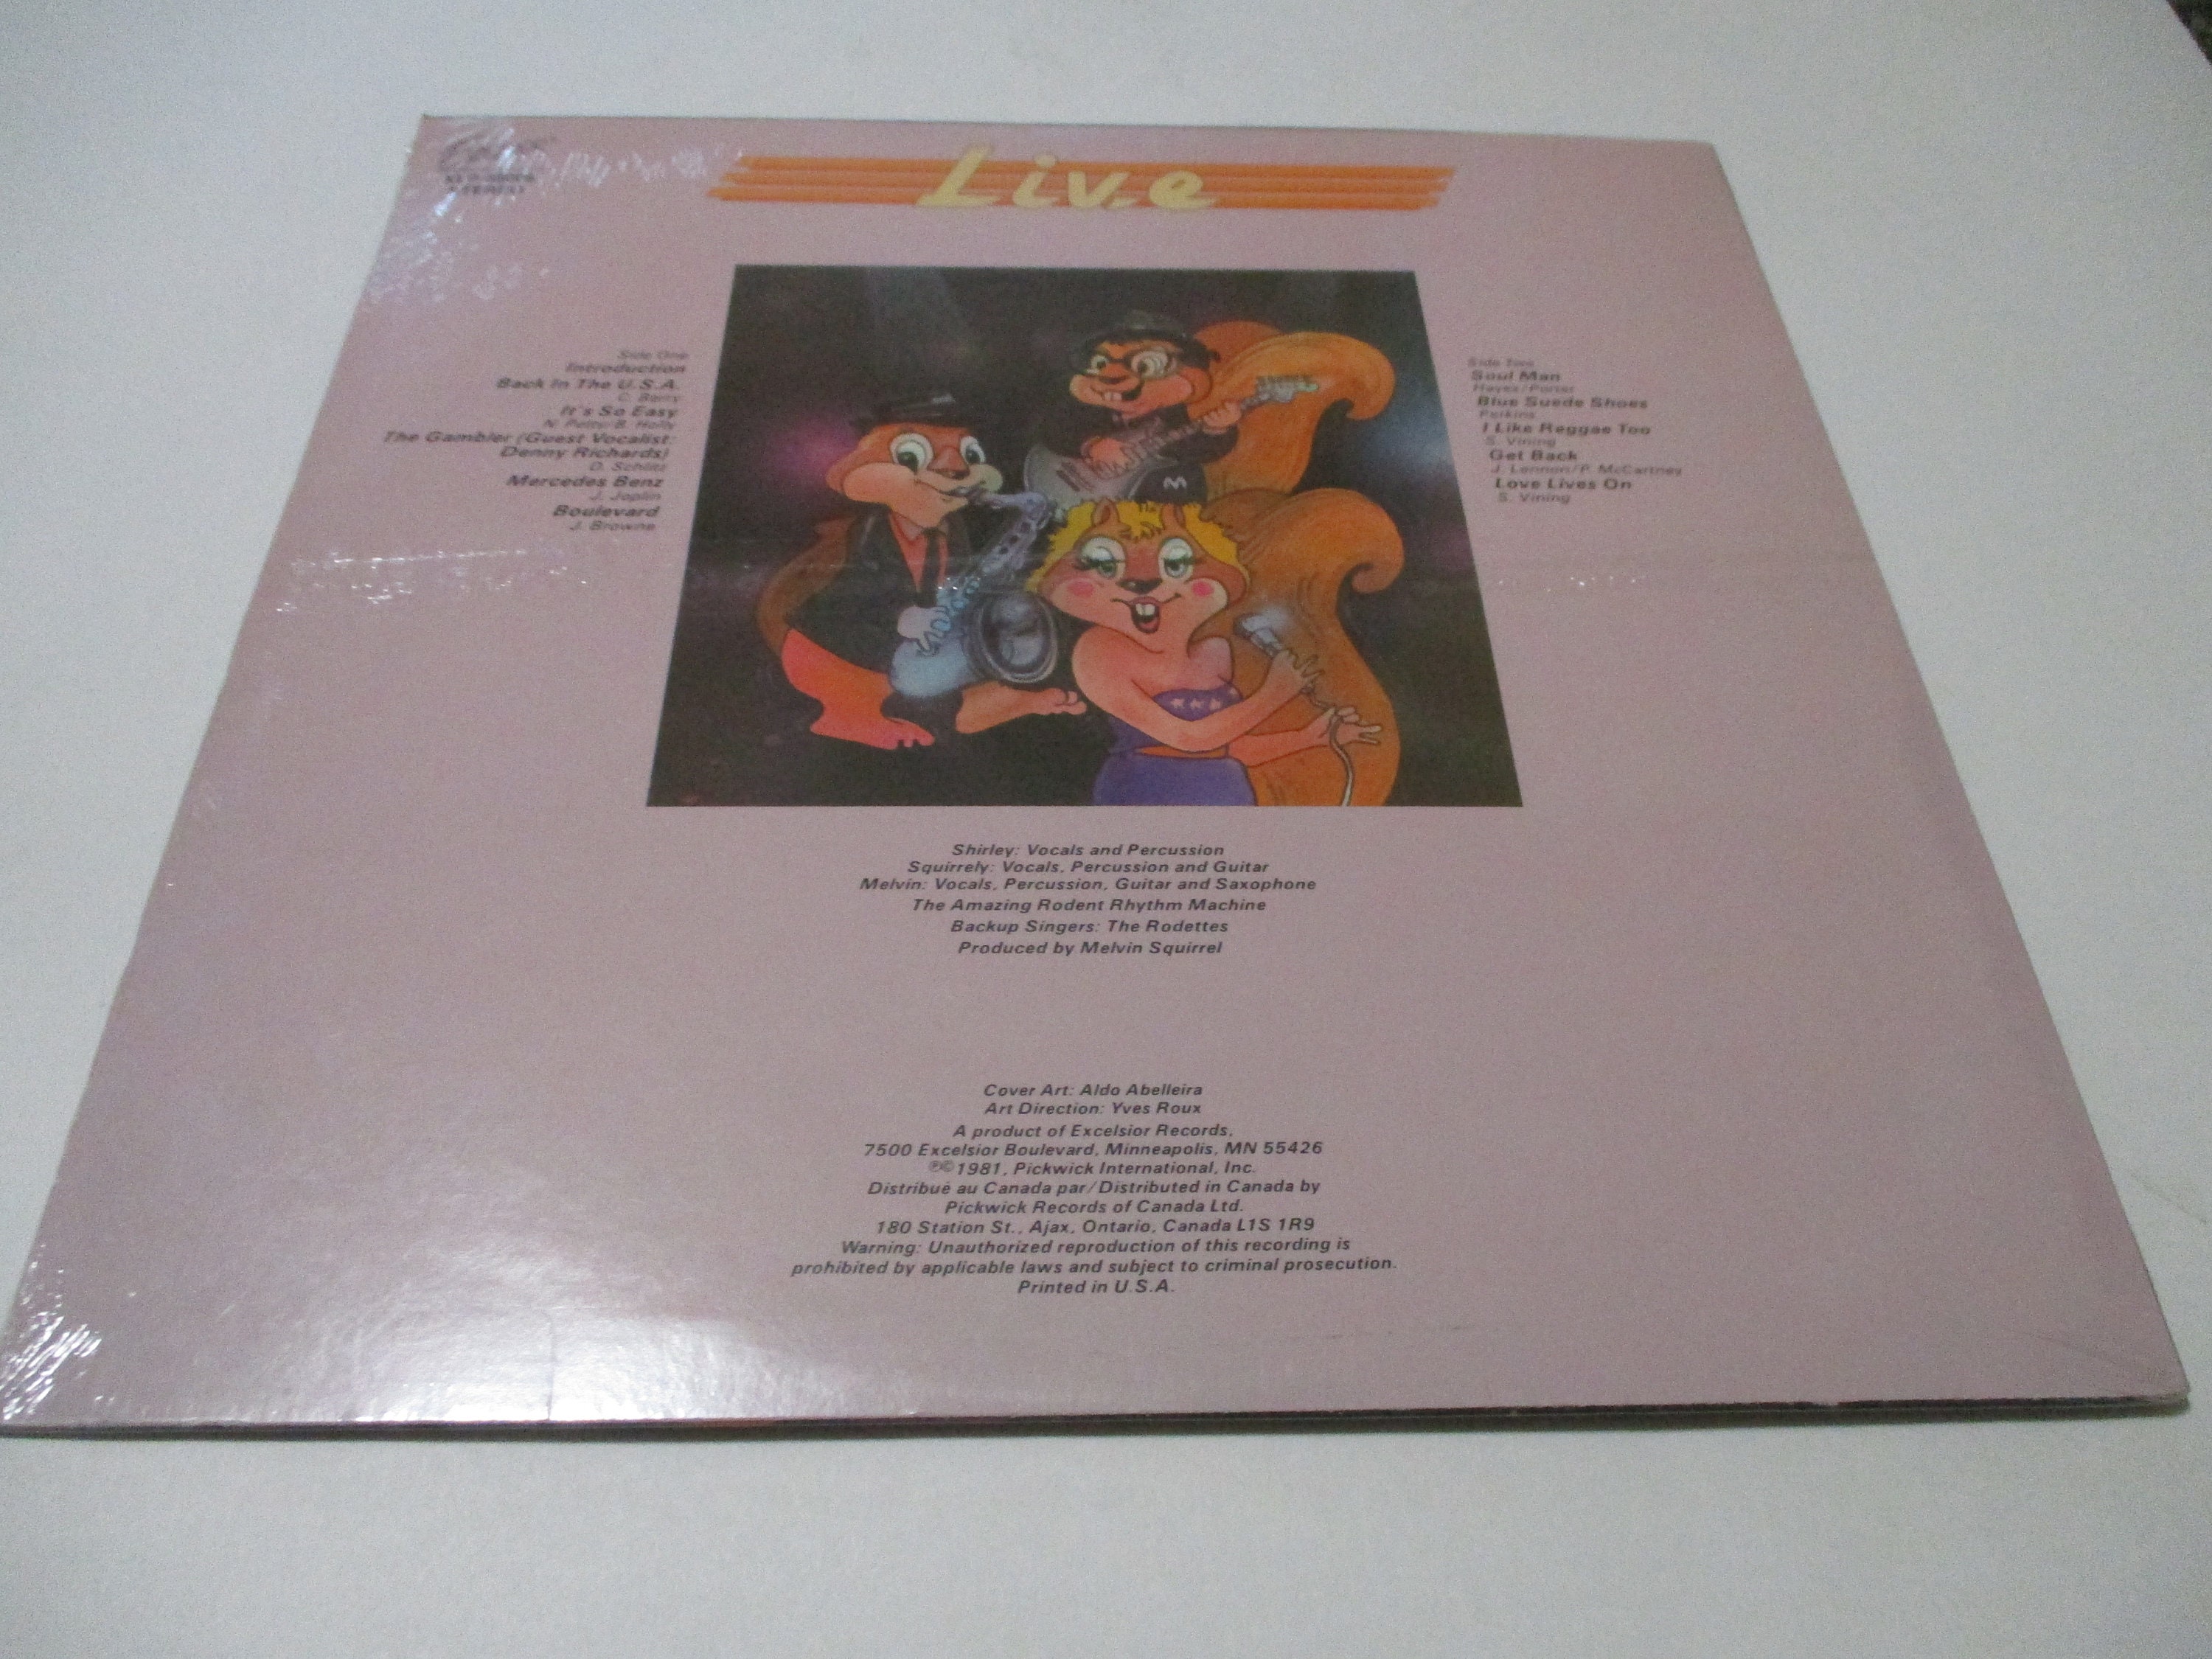 STEREO
Live
Side One
Introduction
Back In The U.S.A.
C. Berry
It's So Easy
N. Petty/B. Holly
The Gambler (Guest Vocalist:
Denny Richards)
D. Schlitz
Mercedes Benz
J. Joplin
Boulevard
J. Browne
Side Two
Soul Man
Hayes/Porter
Blue Suede Shoes
Perkins
I Like Reggae Too
S. Vining
Get Back
J. Lennon/P. McCartney
Love Lives On
S. Vining
M
Shirley: Vocals and Percussion
Squirrely: Vocals, Percussion and Guitar
Melvin: Vocals, Percussion, Guitar and Saxophone
The Amazing Rodent Rhythm Machine
Backup Singers: The Rodettes
Produced by Melvin Squirrel
Cover Art: Aldo Abelleira
Art Direction: Yves Roux
A product of Excelsior Records,
7500 Excelsior Boulevard, Minneapolis, MN 55426
℗©1981, Pickwick International, Inc.
Distribué au Canada par/Distributed in Canada by
Pickwick Records of Canada Ltd.
180 Station St., Ajax, Ontario, Canada L1S 1R9
Warning: Unauthorized reproduction of this recording is
prohibited by applicable laws and subject to criminal prosecution.
Printed in U.S.A.